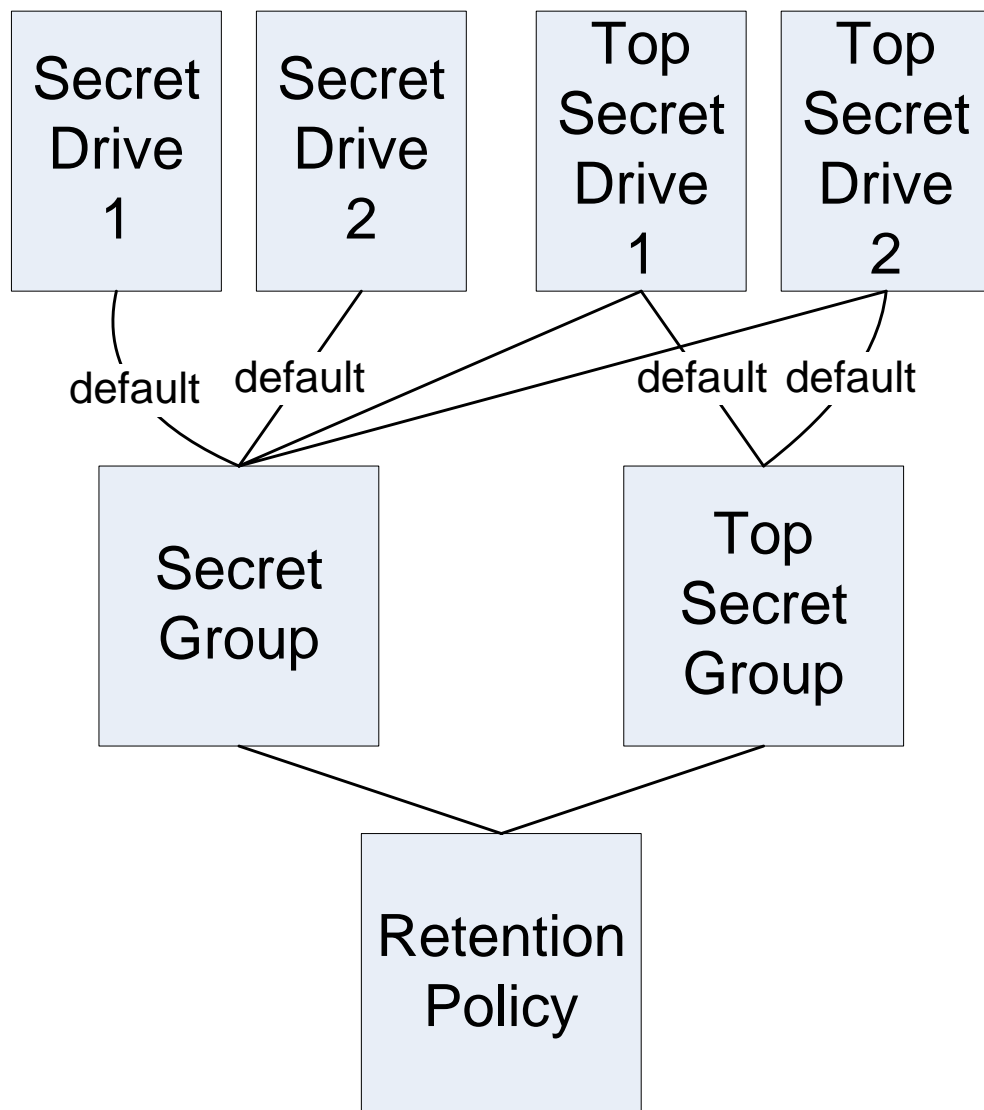 Secret
Drive
1
Secret
Drive
2
Top
Secret
Drive
1
Top
Secret
Drive
2
default
default
default
default
Secret
Group
Top
Secret
Group
Retention
Policy